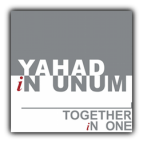 YAHAD
iN UNUM
TOGETHER
iN ONE